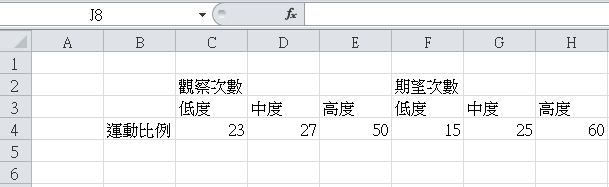 J8 fx
A B C D E F G H
1
2 觀察次數 期望次數
3 低度 中度 高度 低度 中度 高度
4 運動比例 23 27 50 15 25 60
5
6